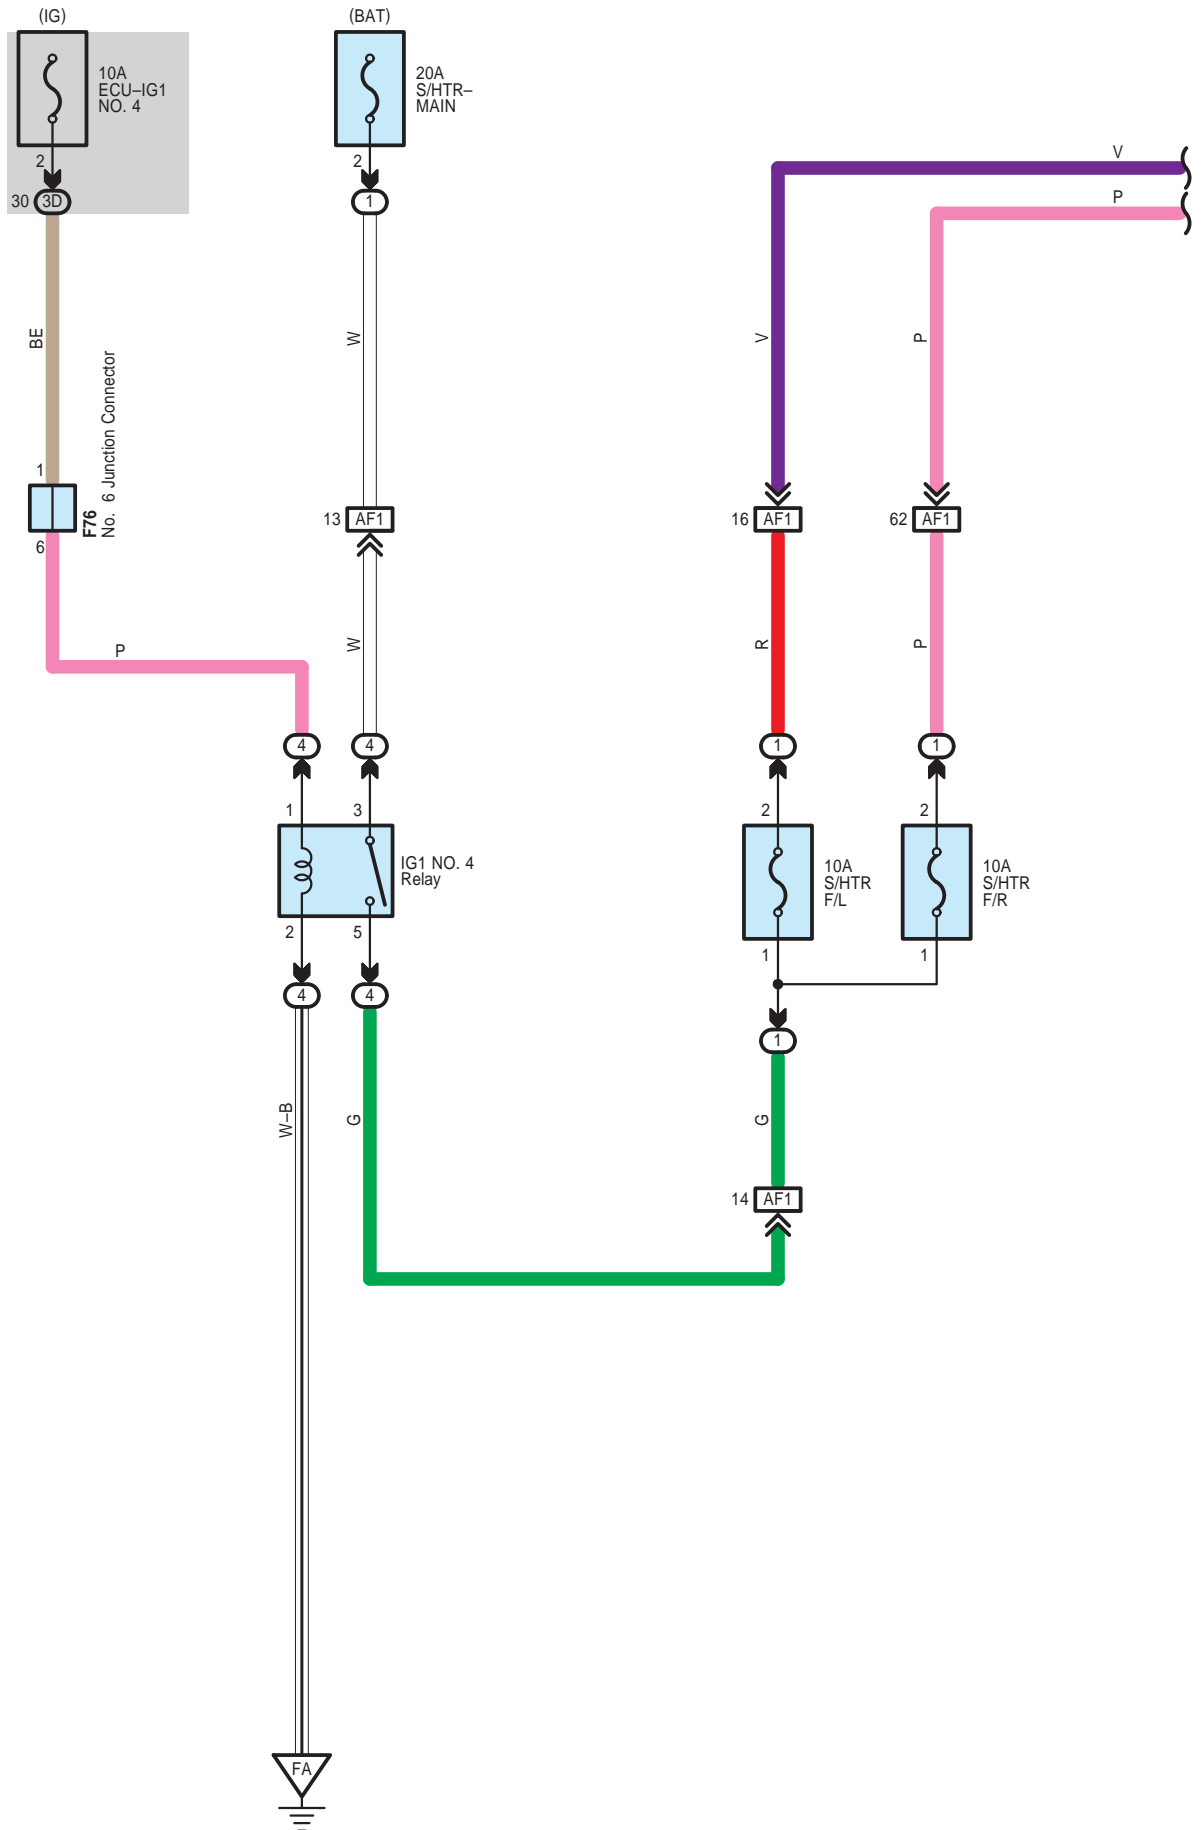 (IG)
(BAT)
10A
ECU–IG1
NO. 4
20A
S/HTR–
MAIN
2
2
30 3D
1
V
P
BE
W
V
P
1
F76
No. 6 Junction Connector
6
13 AF1
16 AF1
62 AF1
P
W
R
P
4
4
1
1
1
3
2
2
IG1 NO. 4
Relay
10A
S/HTR
F/L
10A
S/HTR
F/R
2
5
1
1
4
4
1
W–B
G
G
14 AF1
FA